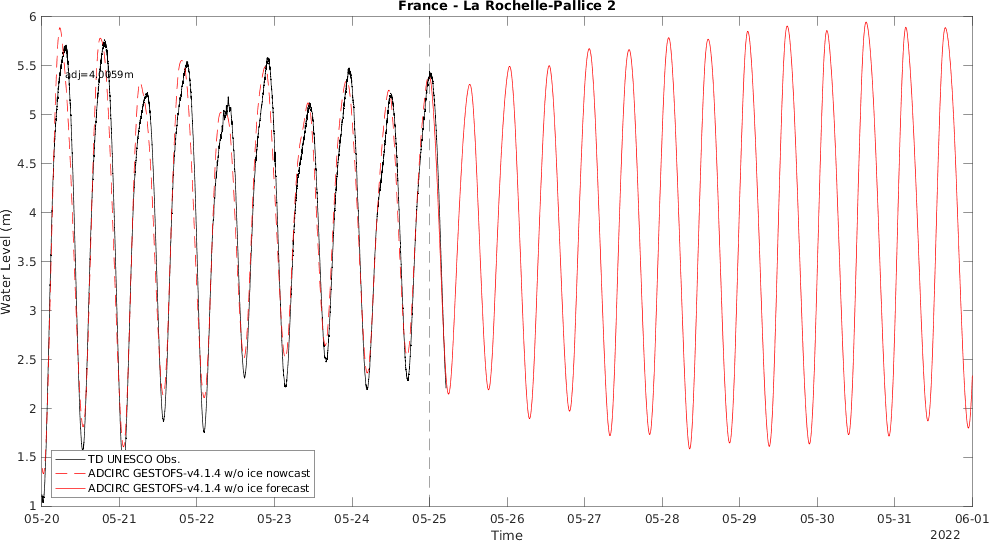 France - La Rochelle-Pallice 2
adj=4.0059m
Water Level (m)
6
5.5
5
4.5
4
3.5
3
2.5
2
1.5
1
TD UNESCO Obs.
ADCIRC GESTOFS-v4.1.4 w/o ice nowcast
ADCIRC GESTOFS-v4.1.4 w/o ice forecast
05-20 05-21 05-22 05-23 05-24 05-25 05-26 05-27 05-28 05-29 05-30 05-31 06-01
Time
2022